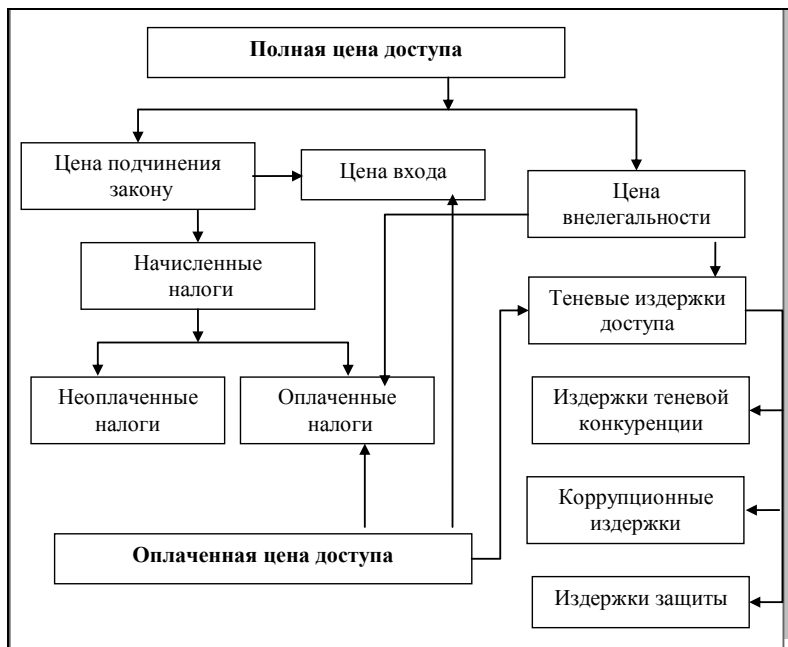 Полная цена доступа
Цена подчинения
закону
Цена входа
Цена
внелегальности
Начисленные
налоги
Теневые издержки
доступа
Неоплаченные
налоги
Оплаченные
налоги
Издержки теневой
конкуренции
Коррупционные
издержки
Оплаченная цена доступа
Издержки защиты